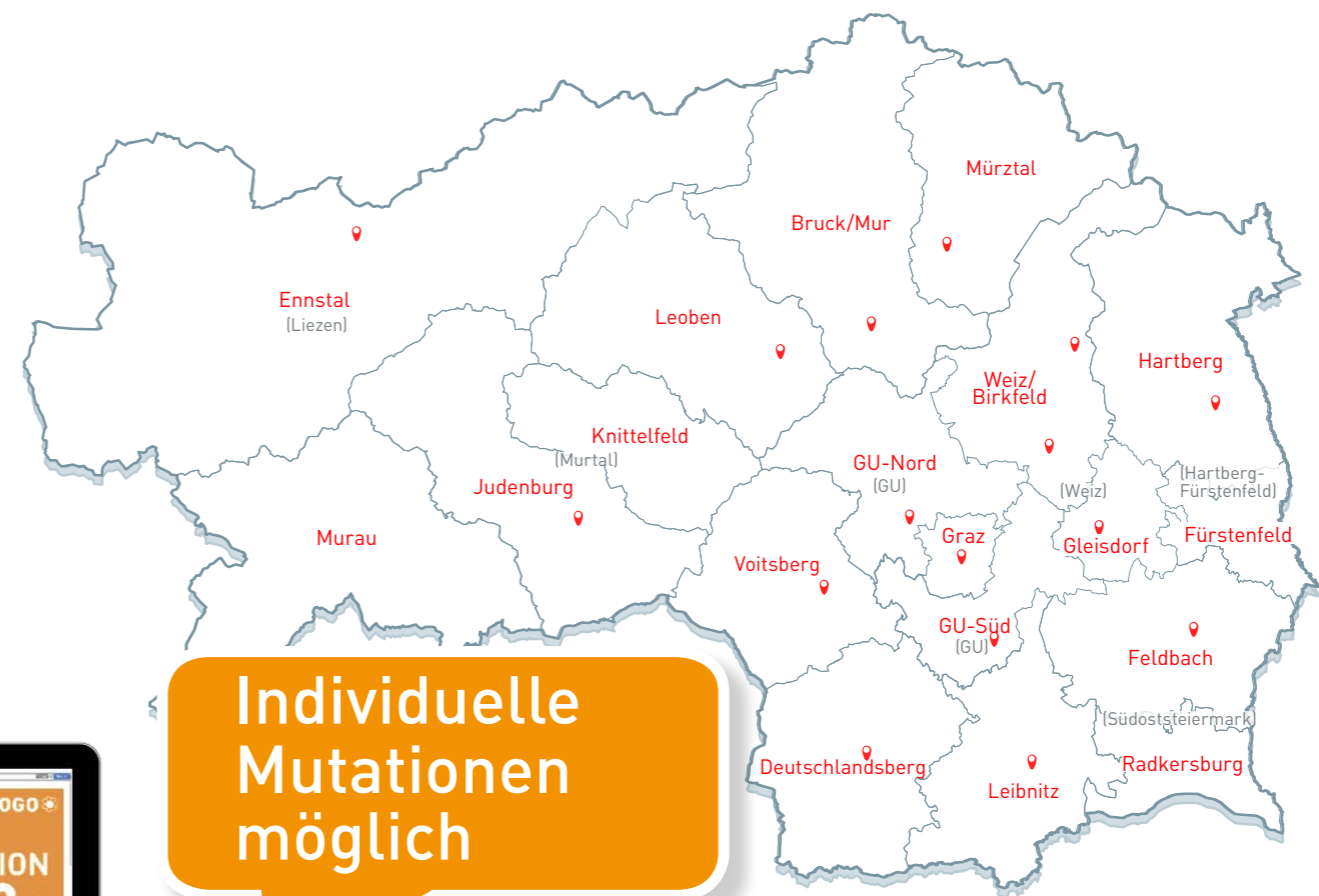 Mürztal
Bruck/Mur
Ennstal
(Liezen)
Leoben
Hartberg
Weiz/
Birkfeld
Knittelfeld
(Murtal)
GU-Nord
(GU)
Judenburg
(Weiz)
(Hartberg-
Fürstenfeld)
Murau
Graz
Gleisdorf
Fürstenfeld
Voitsberg
GU-Süd
(GU)
Feldbach
(Südoststeiermark)
Deutschlandsberg
Leibnitz
Radkersburg
Individuelle
Mutationen
möglich
OGO
ION